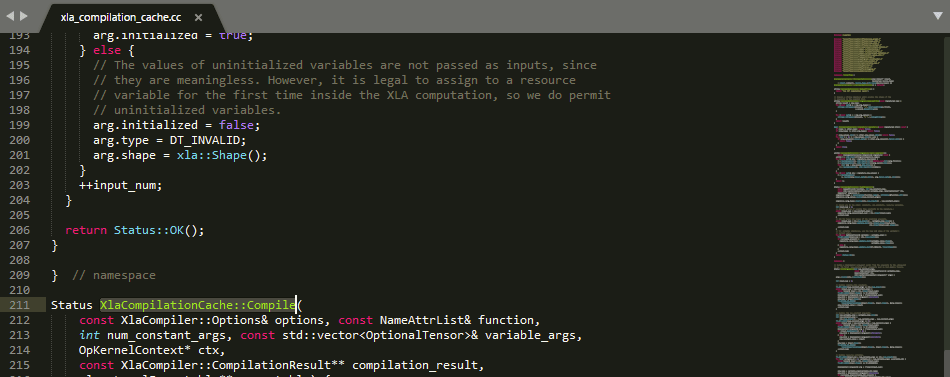 xla_compilation_cache.cc ×
193 arg.initialized = true;
194 } else {
195 // The values of uninitialized variables are not passed as inputs, since
196 // they are meaningless. However, it is legal to assign to a resource
197 // variable for the first time inside the XLA computation, so we do permit
198 // uninitialized variables.
199 arg.initialized = false;
200 arg.type = DT_INVALID;
201 arg.shape = xla::Shape();
202 }
203 ++input_num;
204 }
205
206 return Status::OK();
207 }
208
209 } // namespace
210
211 Status XlaCompilationCache::Compile(
212 const XlaCompiler::Options& options, const NameAttrList& function,
213 int num_constant_args, const std::vector<OptionalTensor>& variable_args,
214 OpKernelContext* ctx,
215 const XlaCompiler::CompilationResult** compilation_result,